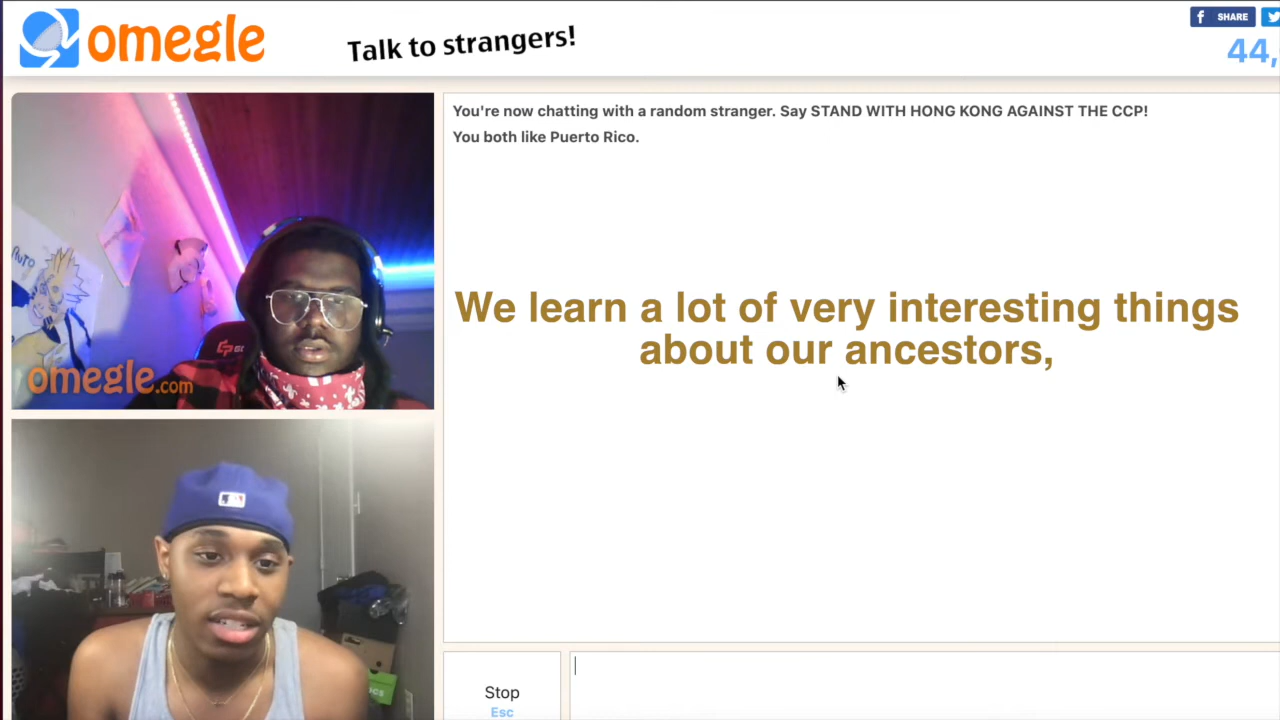 omegle
Talk to strangers!
SHARE
44,
You're now chatting with a random stranger. Say STAND WITH HONG KONG AGAINST THE CCP!
You both like Puerto Rico.
We learn a lot of very interesting things
about our ancestors,
omegle.com
Stop
Esc